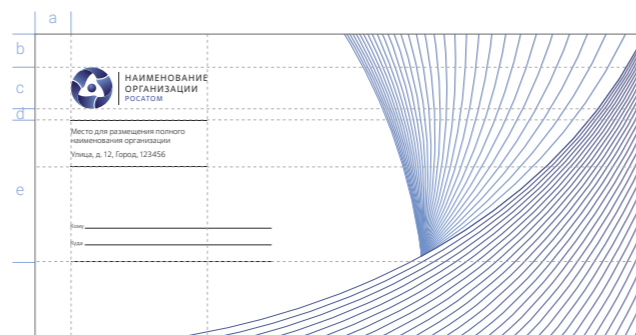 a
b
c
НАИМЕНОВАНИЕ
ОРГАНИЗАЦИИ
РОСАТОМ
d
Место для размещения полного
наименования организации
Улица, д. 12, Город, 123456
e
Кому
Куда